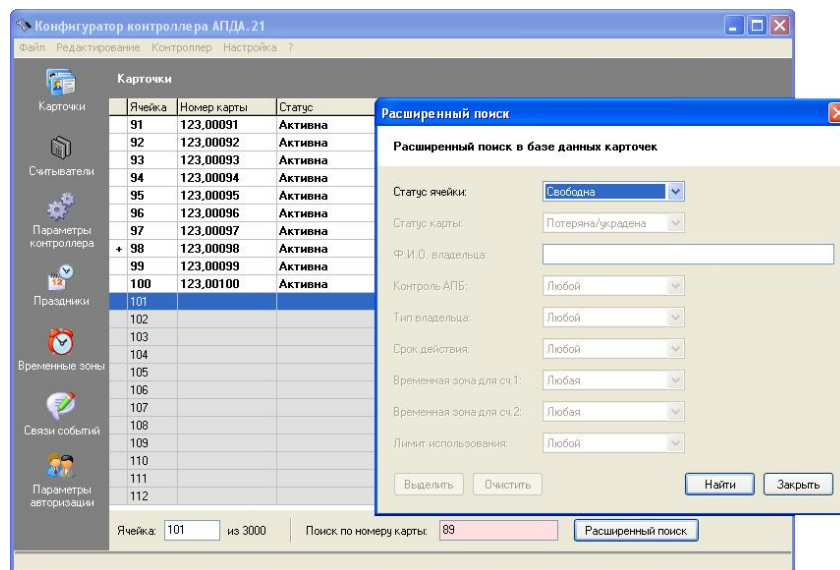 Конфигуратор контроллера АПДА.21
Файл Редактирование Контроллер Настройка ?
Карточки
Считыватели
Параметры
контроллера
Праздники
Временные зоны
Связи событий
Параметры
авторизации
Карточки
Ячейка Номер карты Статус
91 123,00091 Активна
92 123,00092 Активна
93 123,00093 Активна
94 123,00094 Активна
95 123,00095 Активна
96 123,00096 Активна
97 123,00097 Активна
+ 98 123,00098 Активна
99 123,00099 Активна
100 123,00100 Активна
101
102
103
104
105
106
107
108
109
110
111
112
Ячейка: 101 из 3000 Поиск по номеру карты: 89 Расширенный поиск
Расширенный поиск
Расширенный поиск в базе данных карточек
Статус ячейки: Свободна
Статус карты: Потеряна/украдена
Ф.И.О. владельца:
Контроль АПБ: Любой
Тип владельца: Любой
Срок действия: Любой
Временная зона для сч.1: Любая
Временная зона для сч.2: Любая
Лимит использования: Любой
Выделить Очистить Найти Закрыть